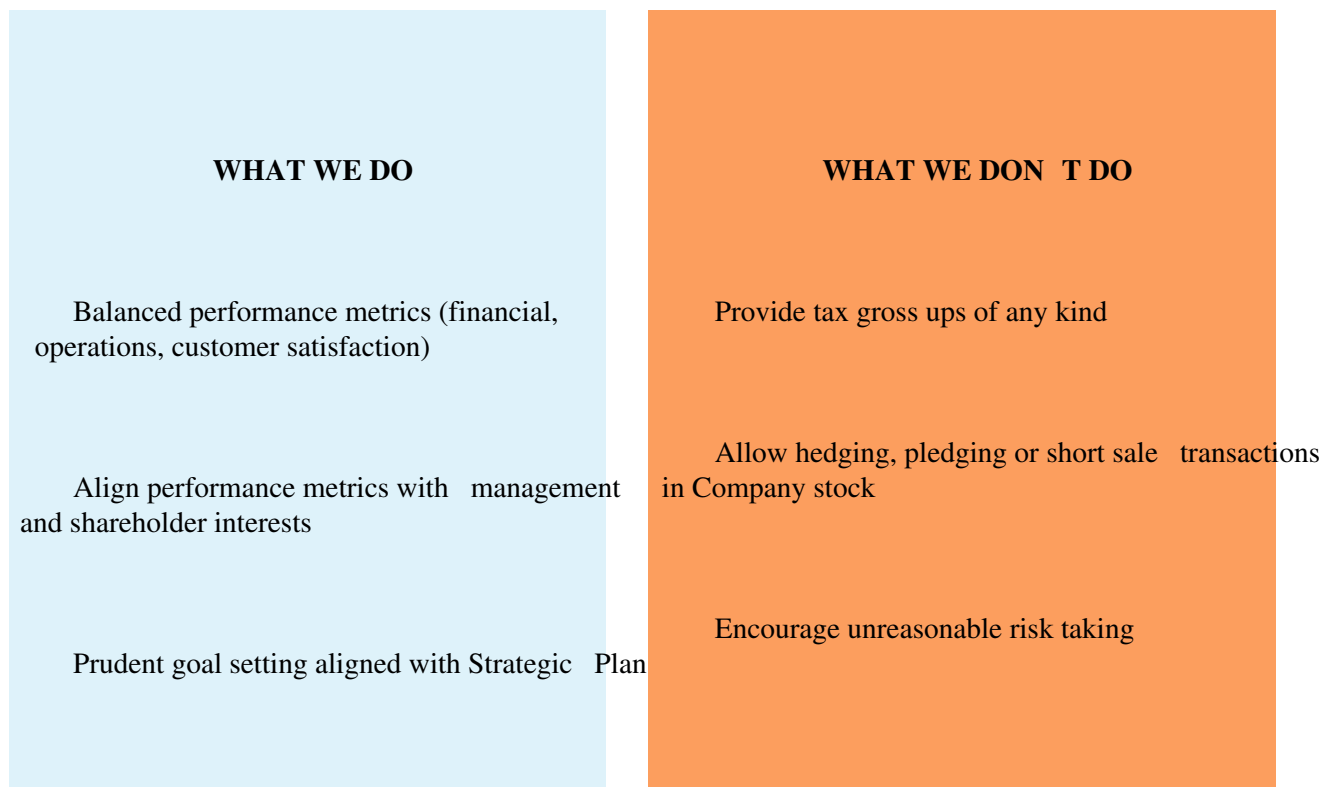 WHAT WE DO
Balanced performance metrics (financial,
operations, customer satisfaction)
Align performance metrics with management
and shareholder interests
Prudent goal setting aligned with Strategic Plan
WHAT WE DON T DO
Provide tax gross ups of any kind
Allow hedging, pledging or short sale transactions
in Company stock
Encourage unreasonable risk taking